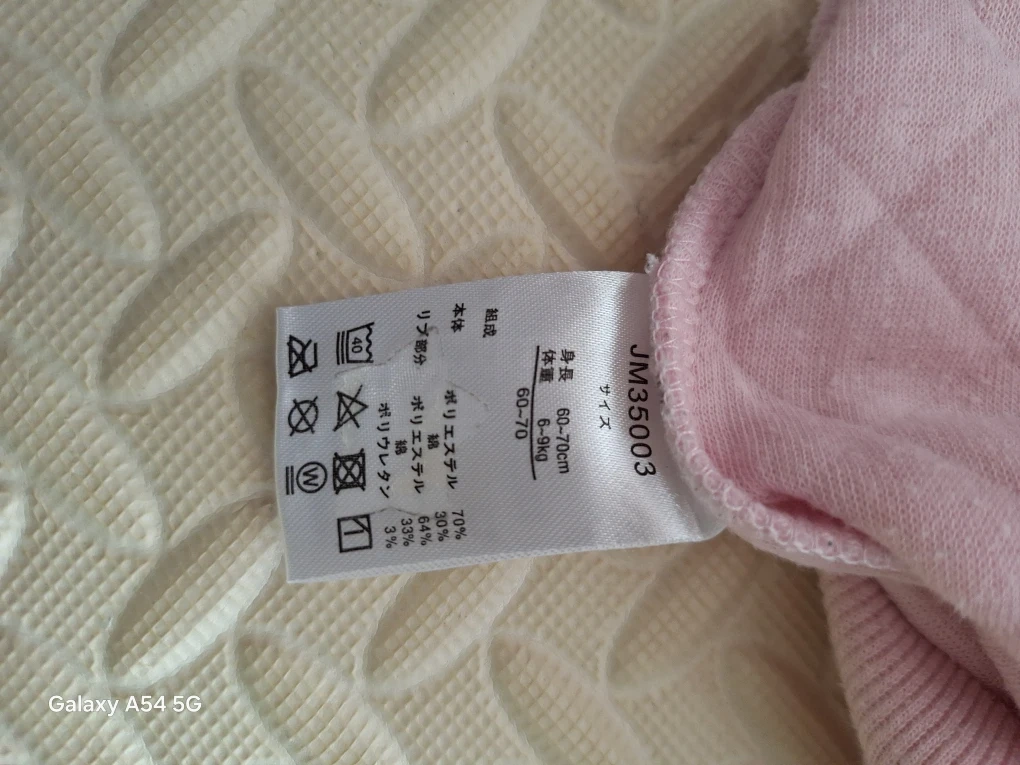 JM35003
サイズ
身長 60~70cm
体重 6~9kg
60~70
組成
本体 ポリエステル 70%
綿 30%
リブ部分 ポリエステル 64%
綿 33%
ポリウレタン 3%
40
W
Galaxy A54 5G